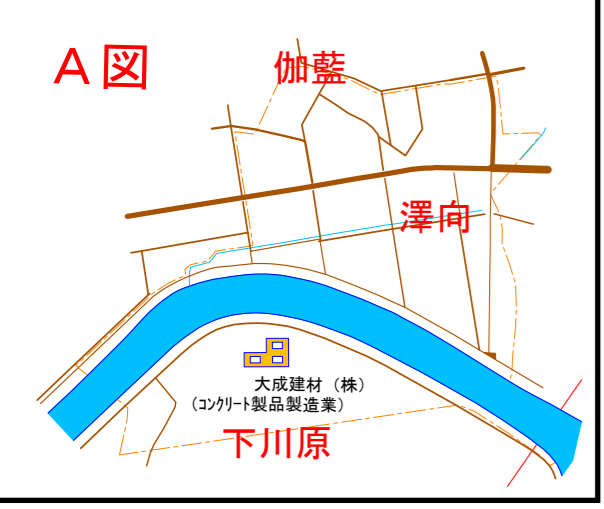 A図
伽藍
澤向
大成建材（株）
（コンクリート製品製造業）
下川原